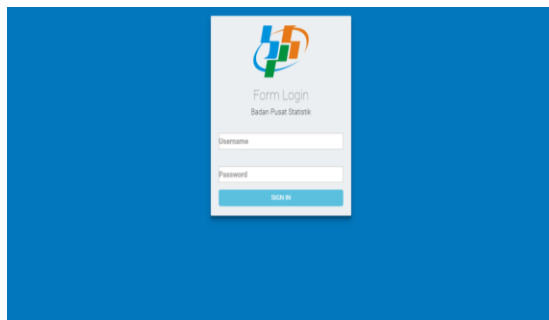 Form Login
Badan Pusat Statistik
Username
Password
SIGN IN